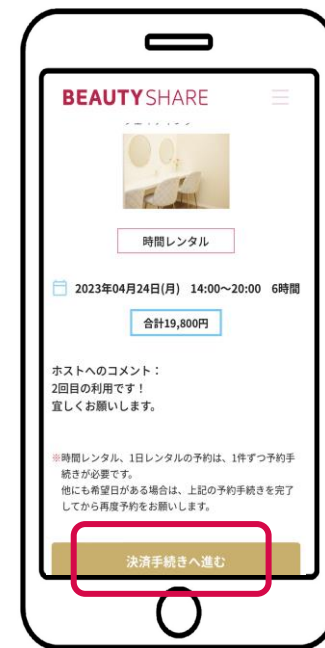 BEAUTYSHARE
時間レンタル
2023年04月24日(月) 14:00〜20:00 6時間
合計19,800円
ホストへのコメント：
2回目の利用です！
宜しくお願いします。
※時間レンタル、1日レンタルの予約は、1件ずつ予約手
続きが必要です。
他にも希望日がある場合は、上記の予約手続きを完了
してから再度予約をお願いします。
決済手続きへ進む